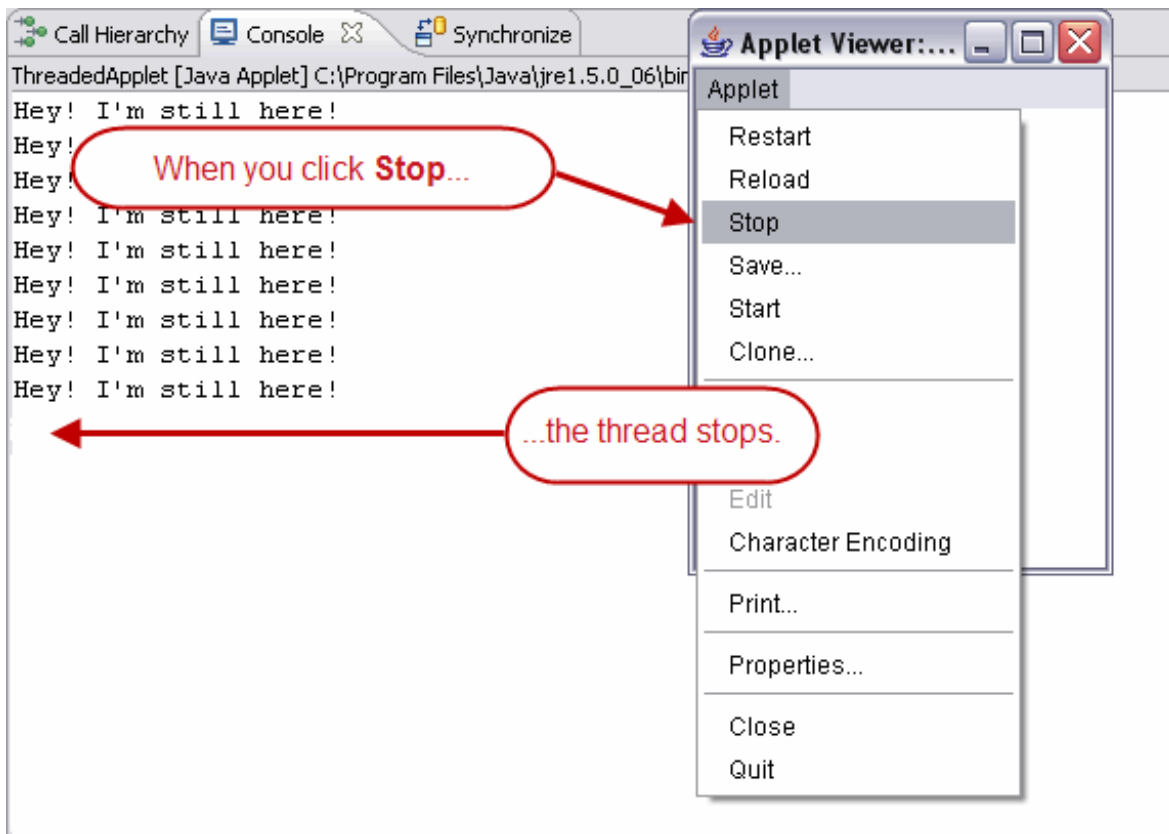 Call Hierarchy Console Synchronize
ThreadedApplet [Java Applet] C:\Program Files\Java\jre1.5.0_06\bin
Hey! I'm still here!
Hey!
Hey!
Hey! I'm still here!
Hey! I'm still here!
Hey! I'm still here!
Hey! I'm still here!
Hey! I'm still here!
Hey! I'm still here!
When you click Stop...
...the thread stops.
Applet Viewer:...
Applet
Restart
Reload
Stop
Save...
Start
Clone...
Edit
Character Encoding
Print...
Properties...
Close
Quit